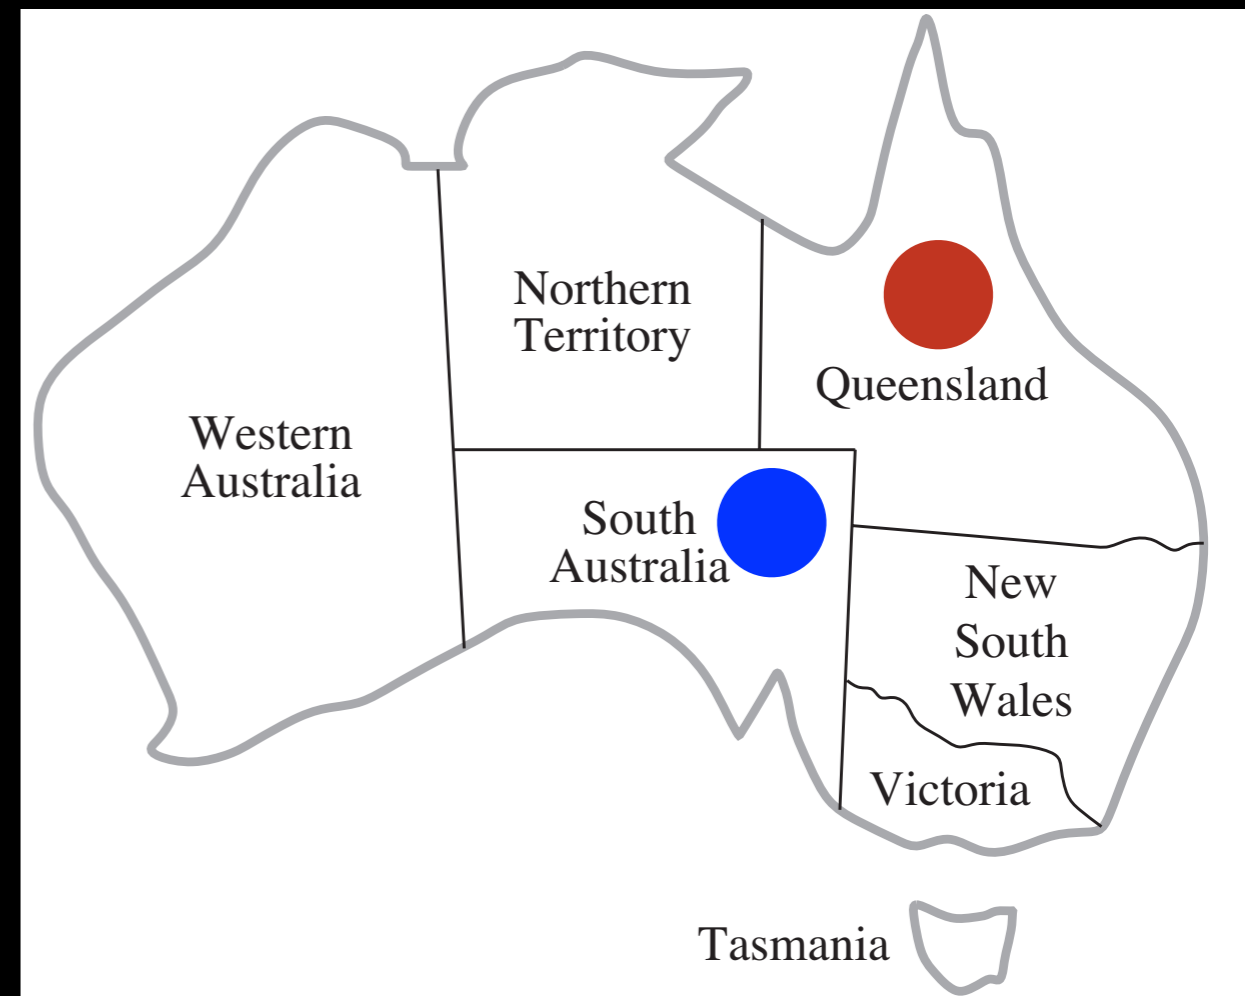 Northern
Territory
Queensland
Western
Australia
South
Australia
New
South
Wales
Victoria
Tasmania